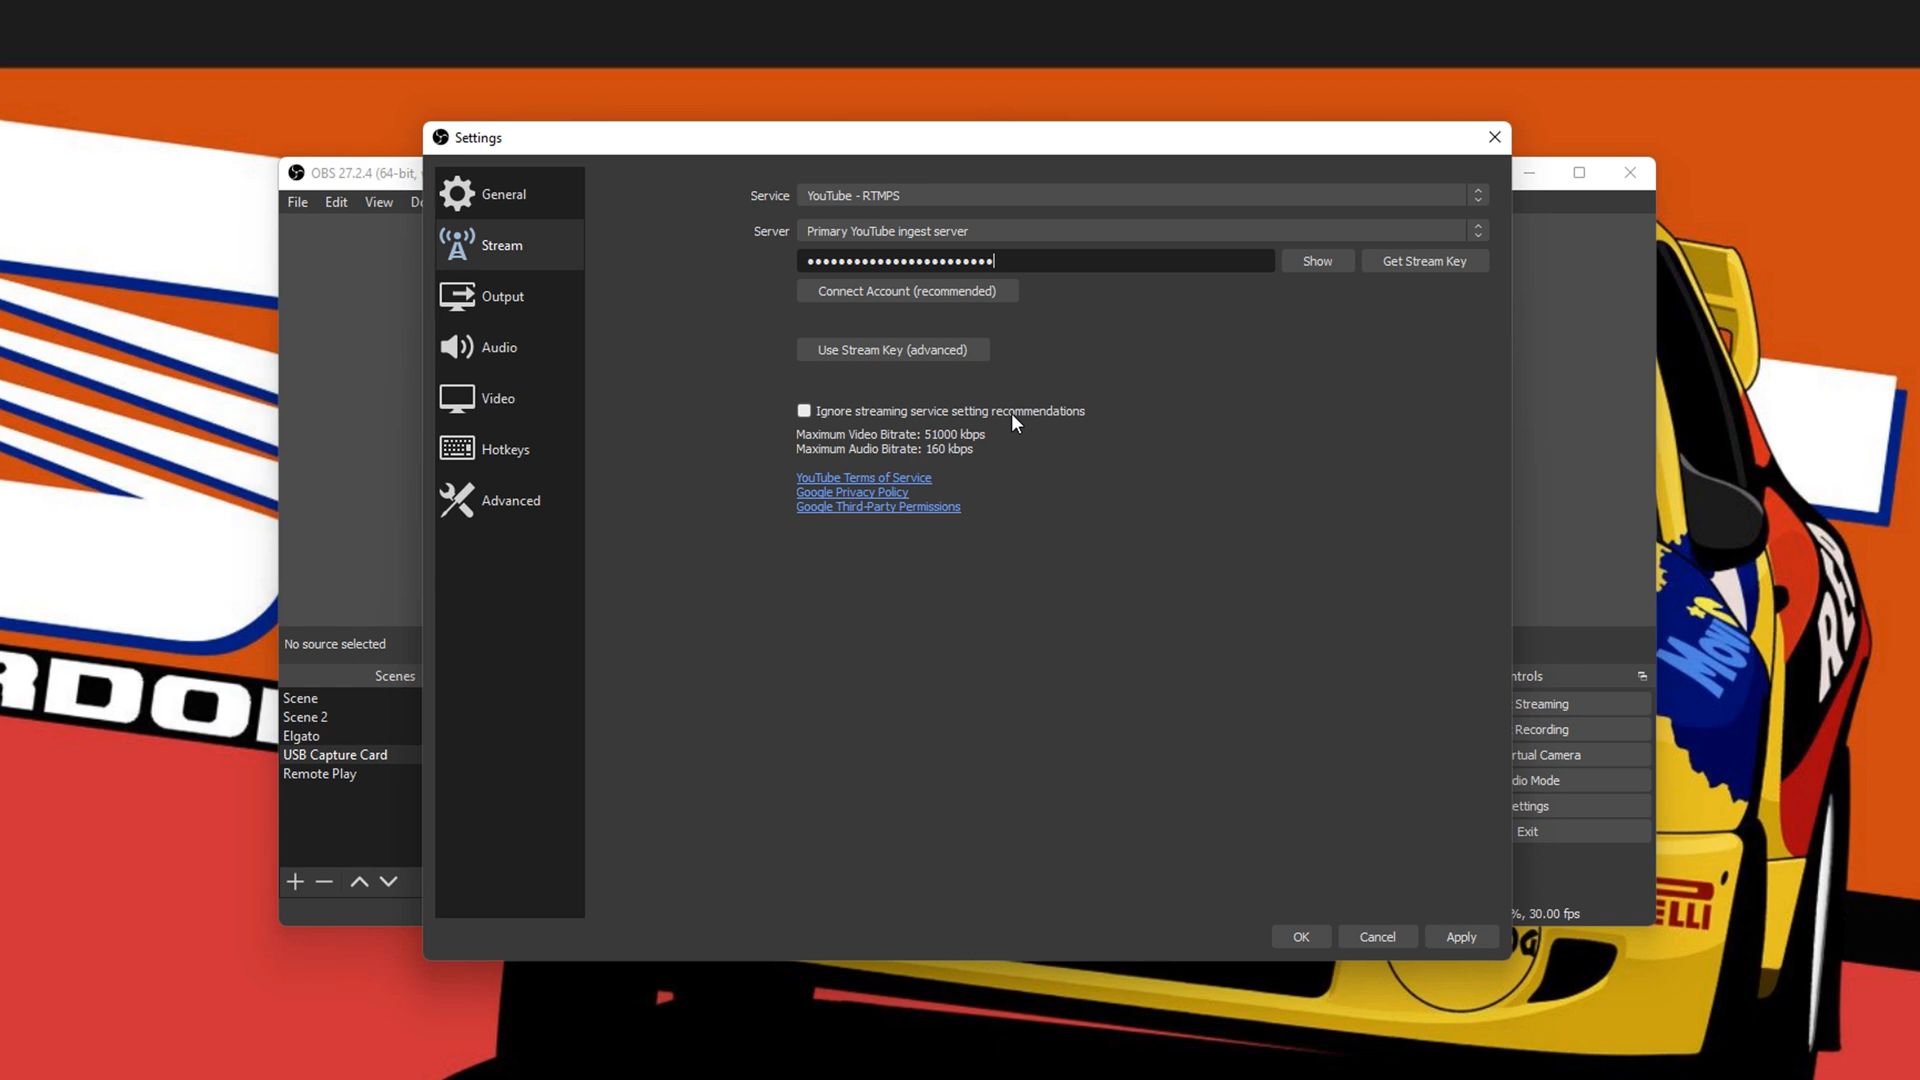 Settings
OBS 27.2.4 (64-bit,
File Edit View
General
Stream
Output
Audio
Video
Hotkeys
Advanced
Service YouTube - RTMPS
Server Primary YouTube ingest server
••••••••••••••••••••••••
Show
Get Stream Key
Connect Account (recommended)
Use Stream Key (advanced)
Ignore streaming service setting recommendations
Maximum Video Bitrate: 51000 kbps
Maximum Audio Bitrate: 160 kbps
YouTube Terms of Service
Google Privacy Policy
Google Third-Party Permissions
OK
Cancel
Apply
No source selected
Scenes
Scene
Scene 2
Elgato
USB Capture Card
Remote Play
ntrols
Streaming
Recording
rtual Camera
dio Mode
ettings
Exit
%, 30.00 fps
RDO
Movi
ELLI